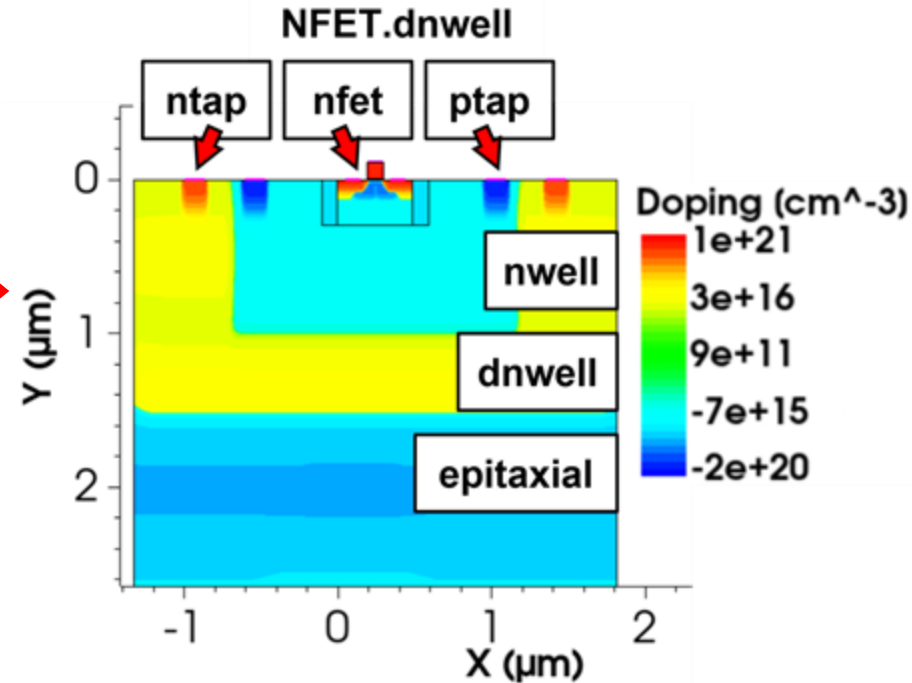 NFET.dnwell
ntap
nfet
ptap
0
1
2
Y (μm)
nwell
dnwell
epitaxial
-1
0
1
2
X (μm)
Doping (cm^-3)
1e+21
3e+16
9e+11
-7e+15
-2e+20